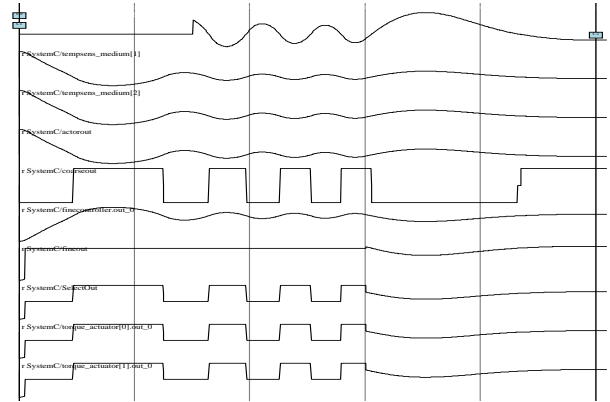 r SystemC/tempsens_medium[1]
r SystemC/tempsens_medium[2]
r SystemC/actorout
r SystemC/courseout
r SystemC/finecontroller.out_0
r SystemC/fineout
r SystemC/SelectOut
r SystemC/torque_actuator[0].out_0
r SystemC/torque_actuator[1].out_0